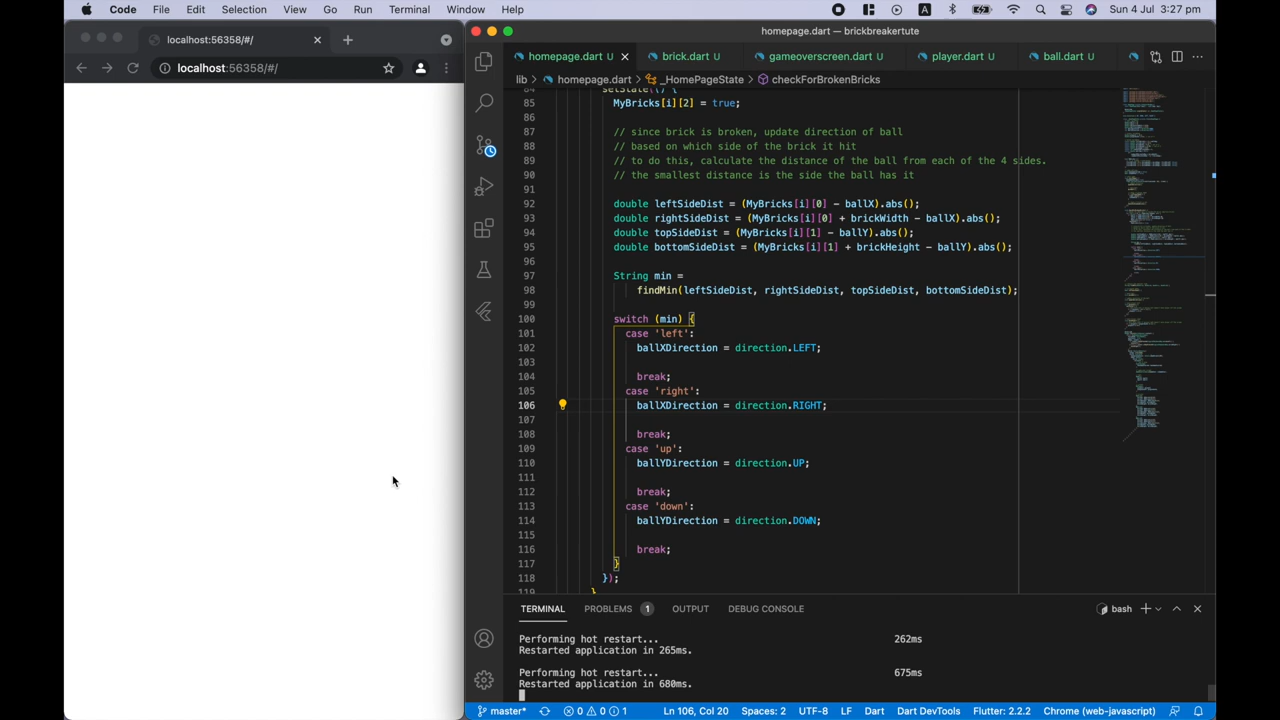 Code File Edit Selection View Go Run Terminal Window Help
A
Sun 4 Jul 3:27 pm
localhost:56358/#/
localhost:56358/#/
homepage.dart — brickbreakertute
homepage.dart U
brick.dart U
gameoverscreen.dart U
player.dart U
ball.dart U
lib › homepage.dart › _HomePageState › checkForBrokenBricks
84 setState(() {
85 MyBricks[i][2] = true;
86
87 // since brick is broken, update direction of ball
88 // based on which side of the brick it hit
89 // to do this, calculate the distance of the ball from each of the 4 sides.
90 // the smallest distance is the side the ball has it
91
92 double leftSideDist = (MyBricks[i][0] - ballX).abs();
93 double rightSideDist = (MyBricks[i][0] + brickWidth - ballX).abs();
94 double topSideDist = (MyBricks[i][1] - ballY).abs();
95 double bottomSideDist = (MyBricks[i][1] + brickHeight - ballY).abs();
96
97 String min =
98 findMin(leftSideDist, rightSideDist, topSideDist, bottomSideDist);
99
100 switch (min) {
101 case 'left':
102 ballXDirection = direction.LEFT;
103
104 break;
105 case 'right':
106 ballXDirection = direction.RIGHT;
107
108 break;
109 case 'up':
110 ballYDirection = direction.UP;
111
112 break;
113 case 'down':
114 ballYDirection = direction.DOWN;
115
116 break;
117 }
118 });
119 }
TERMINAL PROBLEMS 1 OUTPUT DEBUG CONSOLE
bash
Performing hot restart... 262ms
Restarted application in 265ms.
Performing hot restart... 675ms
Restarted application in 680ms.
master* 0 0 1
Ln 106, Col 20 Spaces: 2 UTF-8 LF Dart Dart DevTools Flutter: 2.2.2 Chrome (web-javascript)